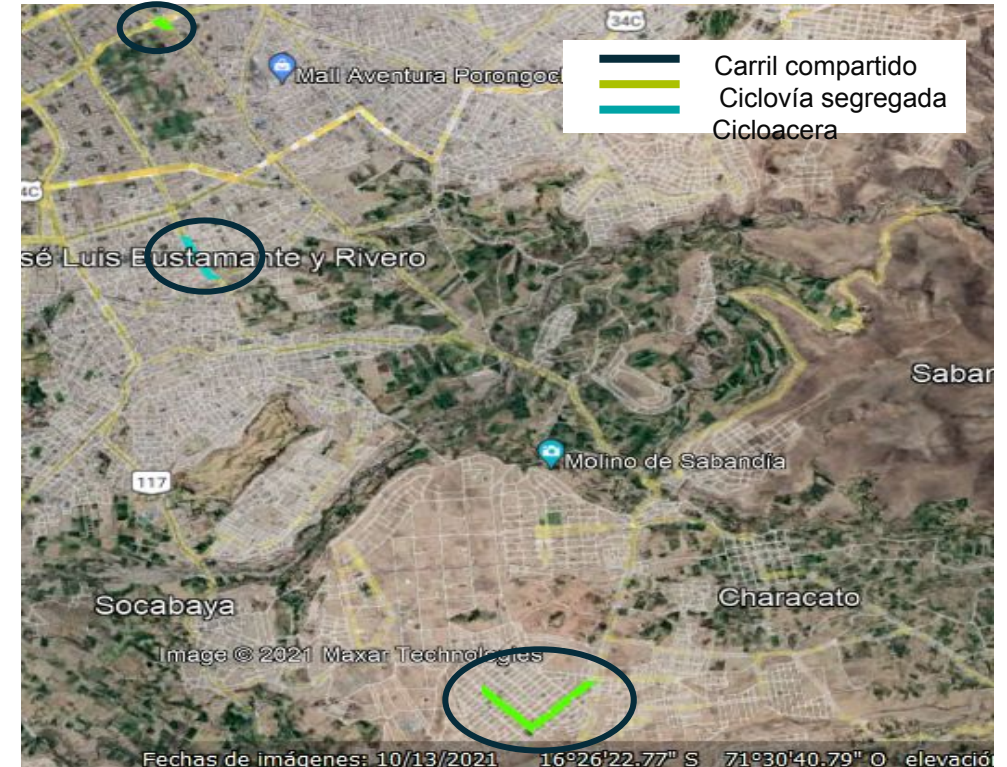 34C
Mall Aventura Porongoc
Carril compartido
Ciclovía segregada
Cicloacera
4C
sé Luis Bustamante y Rivero
Sabar
Molino de Sabandía
117
Socabaya
Characato
Image © 2021 Maxar Technologies
Fechas de imágenes: 10/13/2021 16°26'22.77" S 71°30'40.79" O elevación